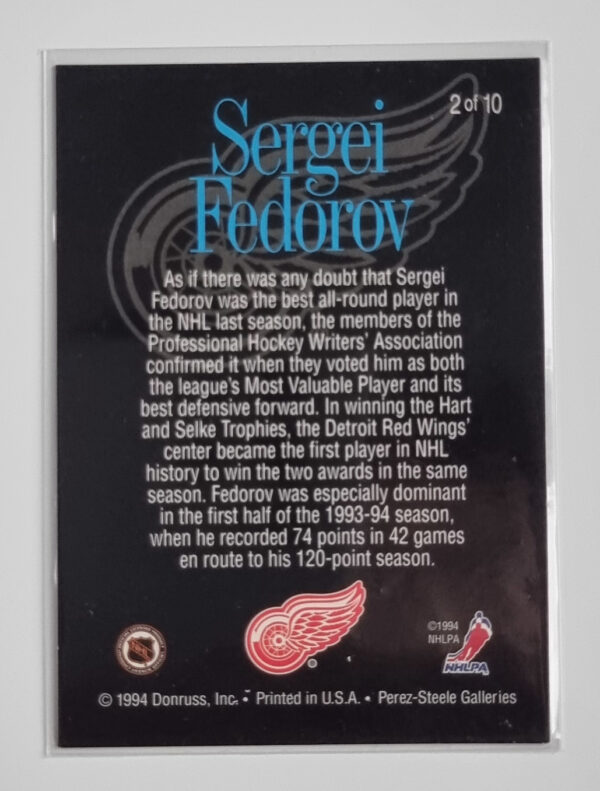 2 of 10
Sergei
Fedorov
As if there was any doubt that Sergei
Fedorov was the best all-round player in
the NHL last season, the members of the
Professional Hockey Writers' Association
confirmed it when they voted him as both
the league's Most Valuable Player and its
best defensive forward. In winning the Hart
and Selke Trophies, the Detroit Red Wings'
center became the first player in NHL
history to win the two awards in the same
season. Fedorov was especially dominant
in the first half of the 1993-94 season,
when he recorded 74 points in 42 games
en route to his 120-point season.
NHL
®
©1994
NHLPA
NHLPA
© 1994 Donruss, Inc. • Printed in U.S.A. • Perez-Steele Galleries